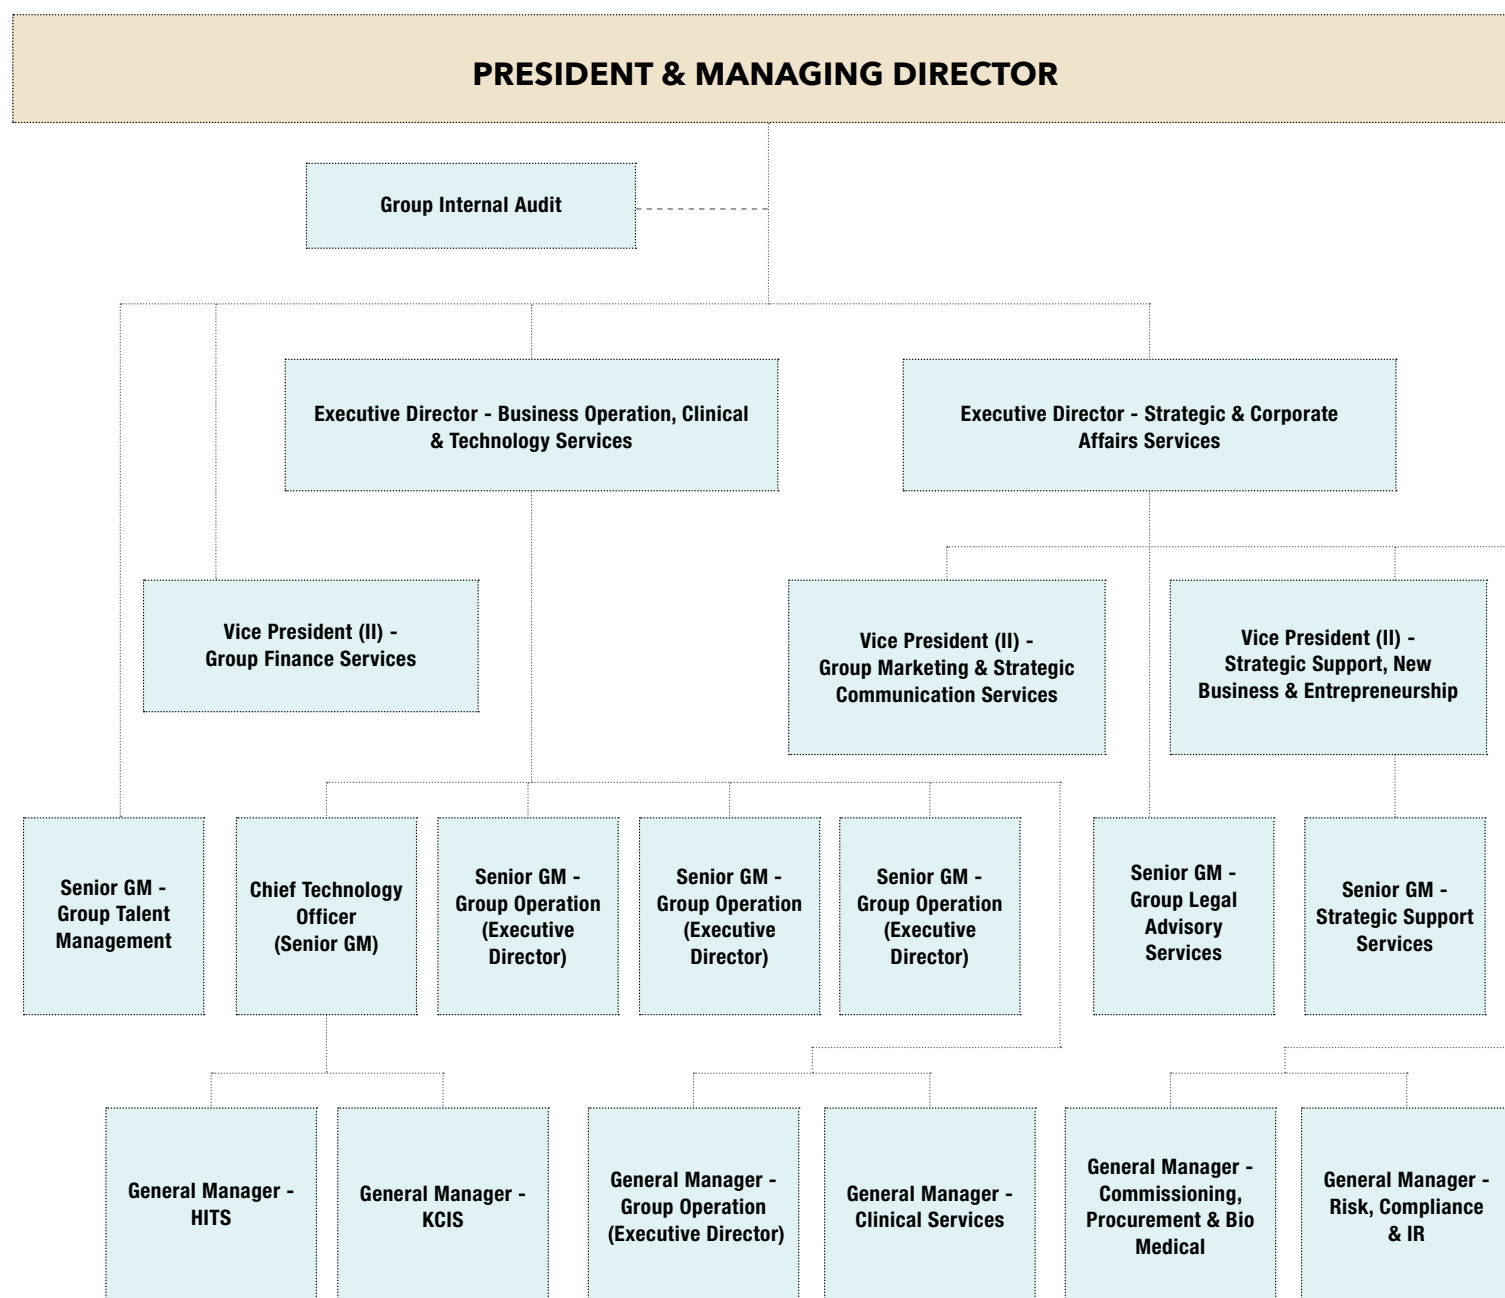 PRESIDENT & MANAGING DIRECTOR
Group Internal Audit
Executive Director - Business Operation, Clinical
& Technology Services
Executive Director - Strategic & Corporate
Affairs Services
Vice President (II) -
Group Finance Services
Vice President (II) -
Group Marketing & Strategic
Communication Services
Vice President (II) -
Strategic Support, New
Business & Entrepreneurship
Senior GM -
Group Talent
Management
Chief Technology
Officer
(Senior GM)
Senior GM -
Group Operation
(Executive
Director)
Senior GM -
Group Operation
(Executive
Director)
Senior GM -
Group Operation
(Executive
Director)
Senior GM -
Group Legal
Advisory
Services
Senior GM -
Strategic Support
Services
General Manager -
HITS
General Manager -
KCIS
General Manager -
Group Operation
(Executive Director)
General Manager -
Clinical Services
General Manager -
Commissioning,
Procurement & Bio
Medical
General Manager -
Risk, Compliance
& IR